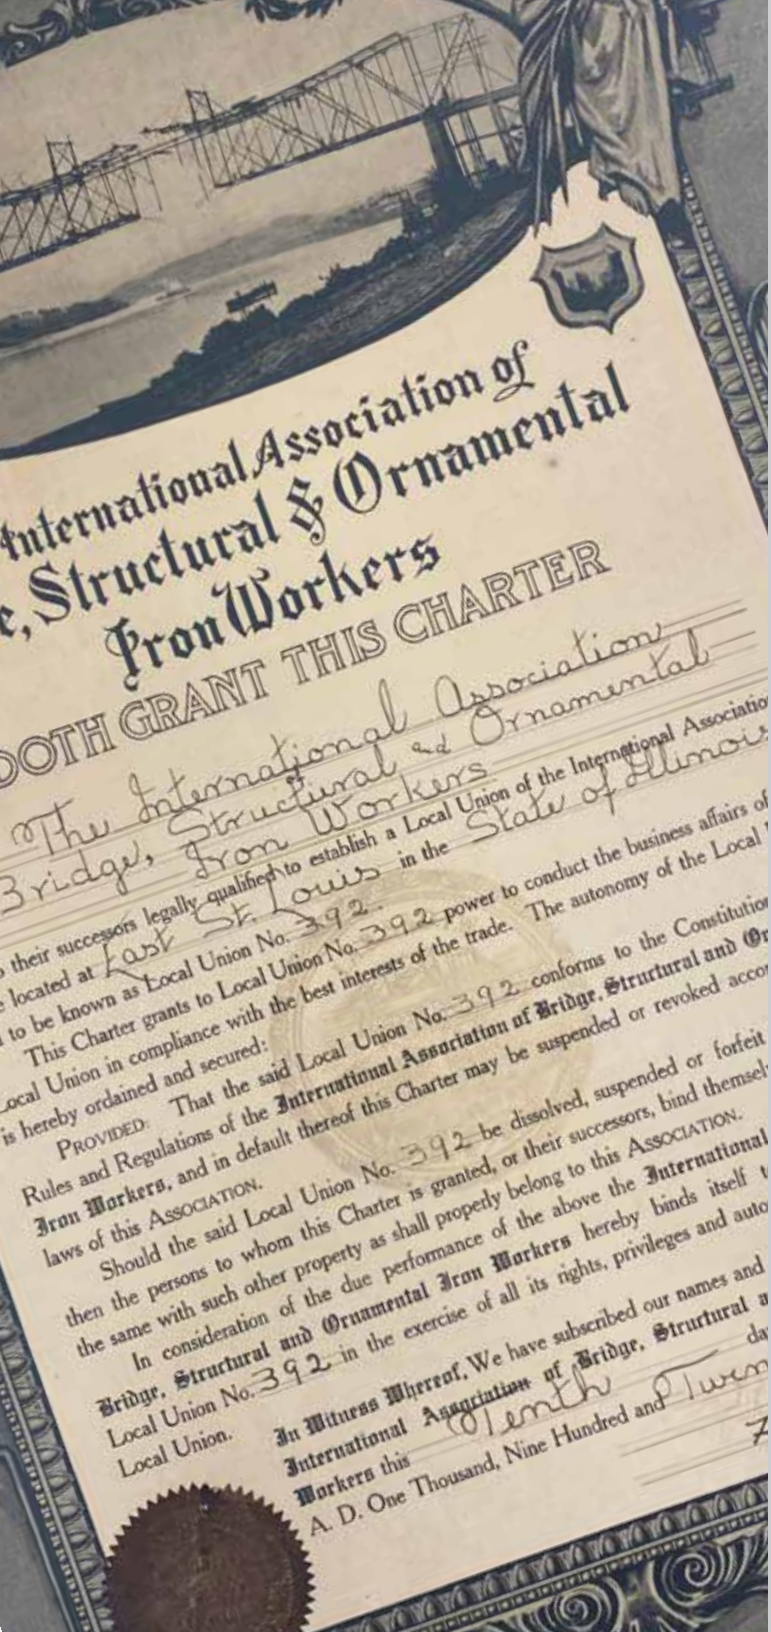 International Association of
e, Structural & Ornamental
Iron Workers
DOTH GRANT THIS CHARTER
The International Association
Bridge, Structural and Ornamental
Iron Workers
their successors legally qualified to establish a Local Union of the International Association
located at East St. Louis in the State of Illinois
to be known as Local Union No. 392.
This Charter grants to Local Union No. 392 power to conduct the business affairs of
Local Union in compliance with the best interests of the trade. The autonomy of the Local
is hereby ordained and secured:
PROVIDED: That the said Local Union No. 392 conforms to the Constitution
Rules and Regulations of the International Association of Bridge, Structural and Or
Iron Workers, and in default thereof this Charter may be suspended or revoked acco
laws of this ASSOCIATION.
Should the said Local Union No. 392 be dissolved, suspended or forfeit
then the persons to whom this Charter is granted, or their successors, bind themsel
the same with such other property as shall properly belong to this ASSOCIATION.
In consideration of the due performance of the above the International
Bridge, Structural and Ornamental Iron Workers hereby binds itself t
Local Union No. 392 in the exercise of all its rights, privileges and auto
Local Union.
In Witness Whereof, We have subscribed our names and
International Association of Bridge, Structural a
Workers this Tenth da
A. D. One Thousand, Nine Hundred and Twen